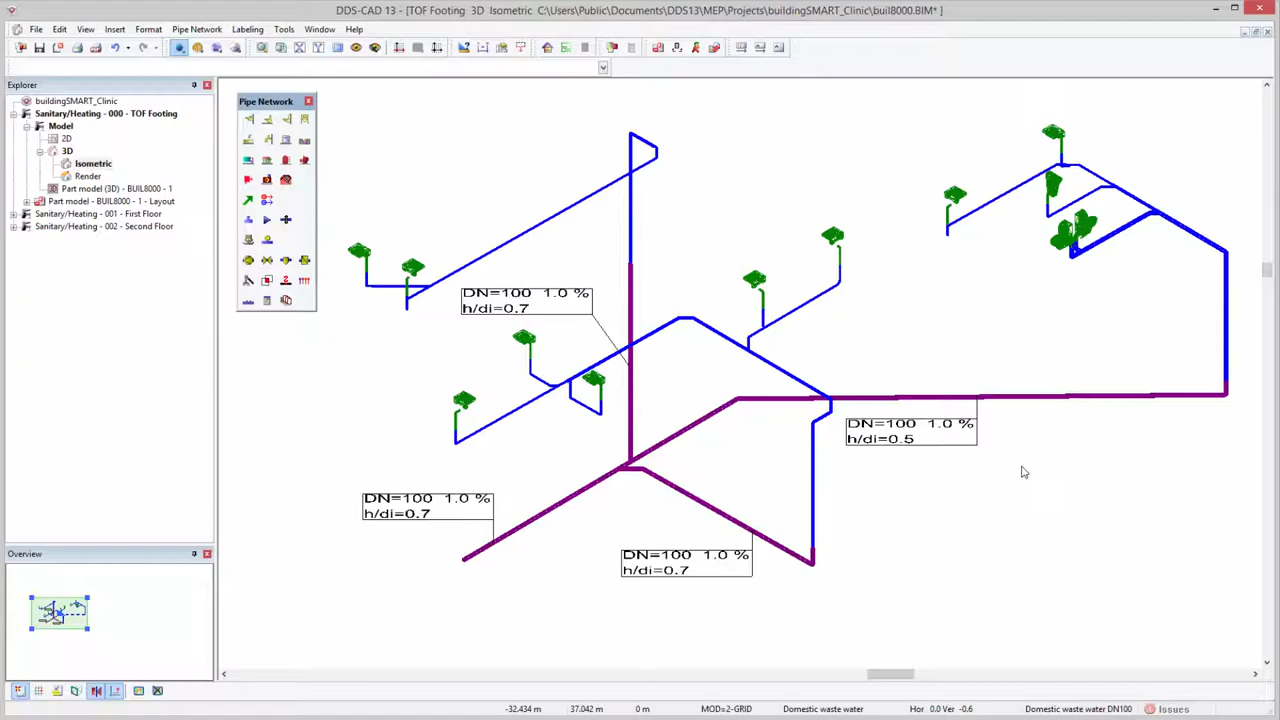 DDS-CAD 13 - [TOF Footing  3D  Isometric  C:\Users\Public\Documents\DDS13\MEP\Projects\buildingSMART_Clinic\buil8000.BIM* ]
File Edit View Insert Format Pipe Network Labeling Tools Window Help
Explorer
buildingSMART_Clinic
Sanitary/Heating - 000 - TOF Footing
Model
2D
3D
Isometric
Render
Part model (3D) - BUIL8000 - 1
Part model - BUIL8000 - 1 - Layout
Sanitary/Heating - 001 - First Floor
Sanitary/Heating - 002 - Second Floor
Pipe Network
DN=100 1.0 %
h/di=0.7
DN=100 1.0 %
h/di=0.5
DN=100 1.0 %
h/di=0.7
DN=100 1.0 %
h/di=0.7
Overview
-32.434 m 37.042 m 0 m MOD=2-GRID Domestic waste water Hor 0.0 Ver -0.6 Domestic waste water DN100 Issues